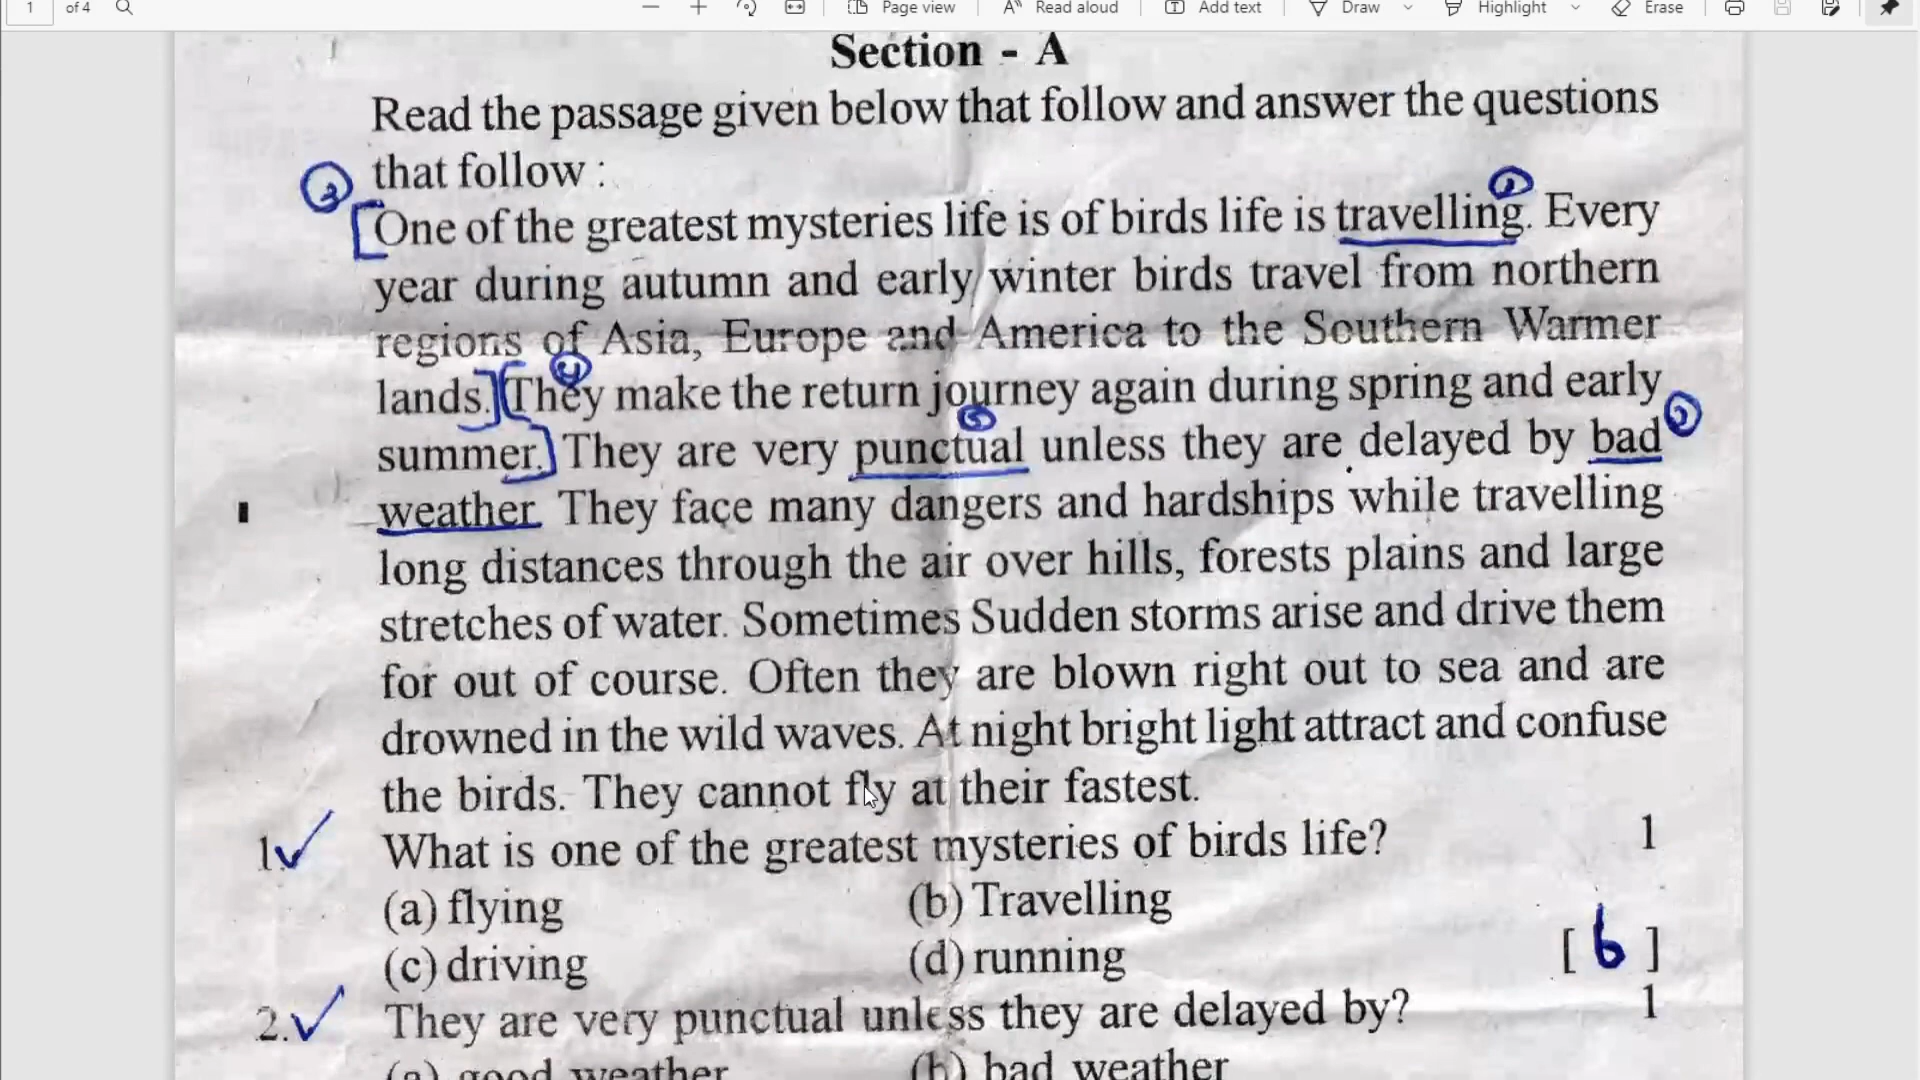 1 of 4 Page view Read aloud Add text Draw Highlight Erase
Section - A
Read the passage given below that follow and answer the questions
that follow :
3
1
[One of the greatest mysteries life is of birds life is travelling. Every
year during autumn and early winter birds travel from northern
regions of Asia, Europe and America to the Southern Warmer
4
lands.] [They make the return journey again during spring and early
5
2
summer.] They are very punctual unless they are delayed by bad
weather. They face many dangers and hardships while travelling
long distances through the air over hills, forests plains and large
stretches of water. Sometimes Sudden storms arise and drive them
for out of course. Often they are blown right out to sea and are
drowned in the wild waves. At night bright light attract and confuse
the birds. They cannot fly at their fastest.
1. What is one of the greatest mysteries of birds life? 1
(a) flying (b) Travelling
(c) driving (d) running [ b ]
2. They are very punctual unless they are delayed by? 1
(a) good weather (b) bad weather